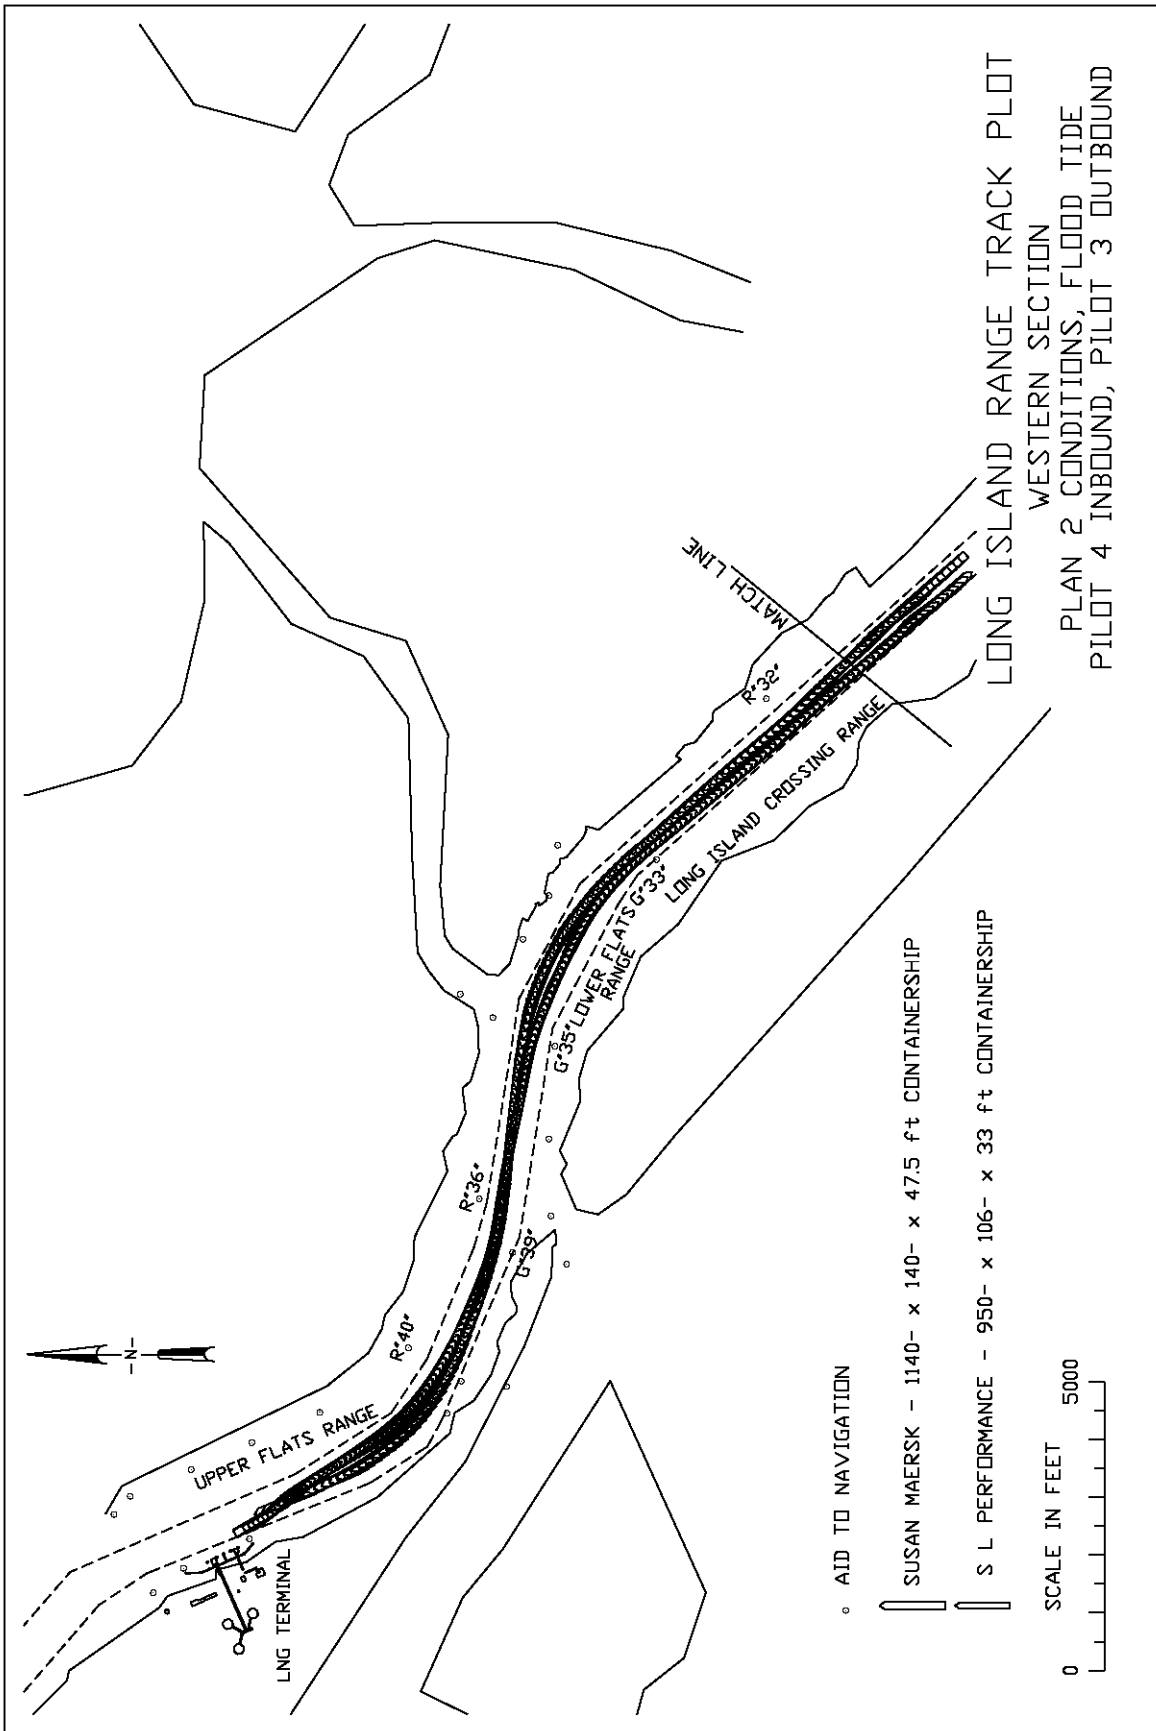 LONG ISLAND RANGE TRACK PLOT
WESTERN SECTION
PLAN 2 CONDITIONS, FLOOD TIDE
PILOT 4 INBOUND, PILOT 3 OUTBOUND
MATCH LINE
R"32"
LONG ISLAND CROSSING RANGE
G"33"
LOWER FLATS
RANGE
G"35"
R"36"
G"39"
R"40"
-N-
UPPER FLATS RANGE
LNG TERMINAL
AID TO NAVIGATION
SUSAN MAERSK - 1140- x 140- x 47.5 ft CONTAINERSHIP
S L PERFORMANCE - 950- x 106- x 33 ft CONTAINERSHIP
SCALE IN FEET
0 5000